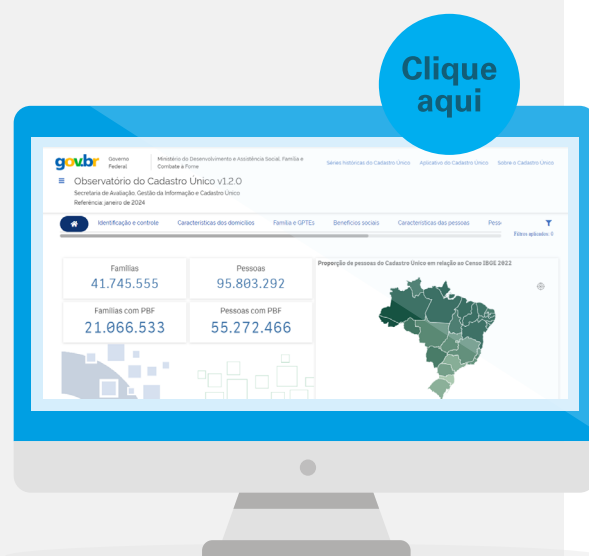 Clique
aqui
gov.br
Governo
Federal
Ministério do Desenvolvimento e Assistência Social, Família e
Combate à Fome
Séries históricas do Cadastro Único
Aplicativo do Cadastro Único
Sobre o Cadastro Único
Observatório do Cadastro Único v1.2.0
Secretaria de Avaliação, Gestão da Informação e Cadastro Único
Referência: janeiro de 2024
Identificação e controle
Características dos domicílios
Família e GPTEs
Benefícios sociais
Características das pessoas
Pess
Filtros aplicados: 0
Famílias
41.745.555
Pessoas
95.803.292
Famílias com PBF
21.066.533
Pessoas com PBF
55.272.466
Proporção de pessoas do Cadastro Único em relação ao Censo IBGE 2022